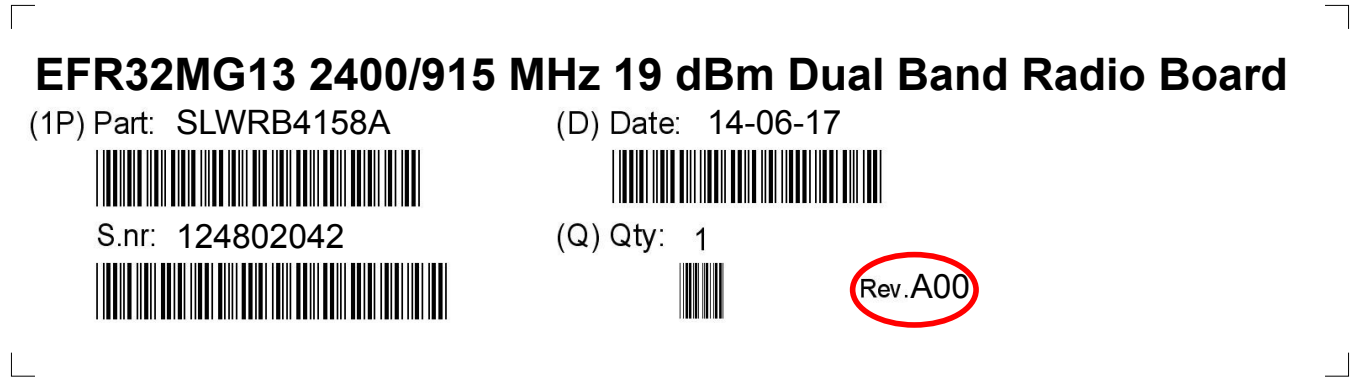 EFR32MG13 2400/915 MHz 19 dBm Dual Band Radio Board
(1P) Part: SLWRB4158A (D) Date: 14-06-17
S.nr: 124802042 (Q) Qty: 1
Rev.A00